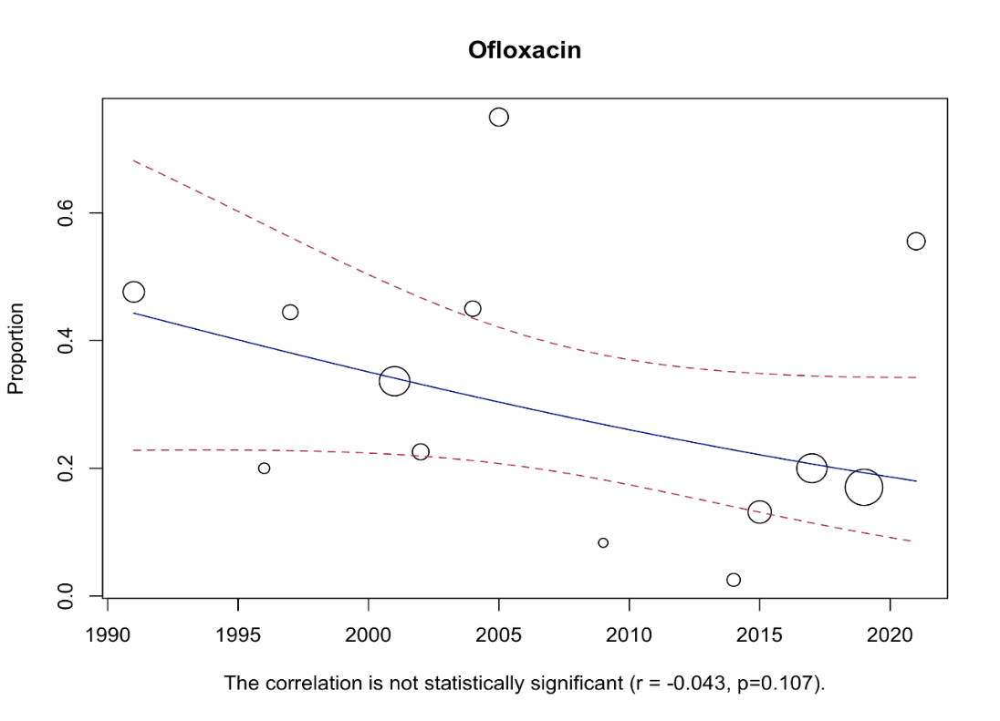 Ofloxacin
Proportion
0.6
0.4
0.2
0.0
1990 1995 2000 2005 2010 2015 2020
The correlation is not statistically significant (r = -0.043, p=0.107).